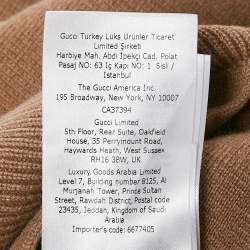 Gucci Turkey Lüks Ürünler Ticaret
Limited Şirketi
Harbiye Mah. Abdi İpekçi Cad. Polat
Pasaj NO: 63 İç Kapı NO: 1 Sisli /
Istanbul
The Gucci America Inc.
195 Broadway, New York, NY 10007
CA37394
Gucci Limited
5th Floor, Rear Suite, Oakfield
House, 35 Perrymount Road,
Haywards Heath, West Sussex
RH16 3BW, UK
Luxury Goods Arabia Limited
Level 7, Building number 8125, Al
Murjanah Tower, Prince Sultan
Street, Rawdah District, Postal code
23435, Jeddah, Kingdom of Saudi
Arabia
Importer's code: 6677405